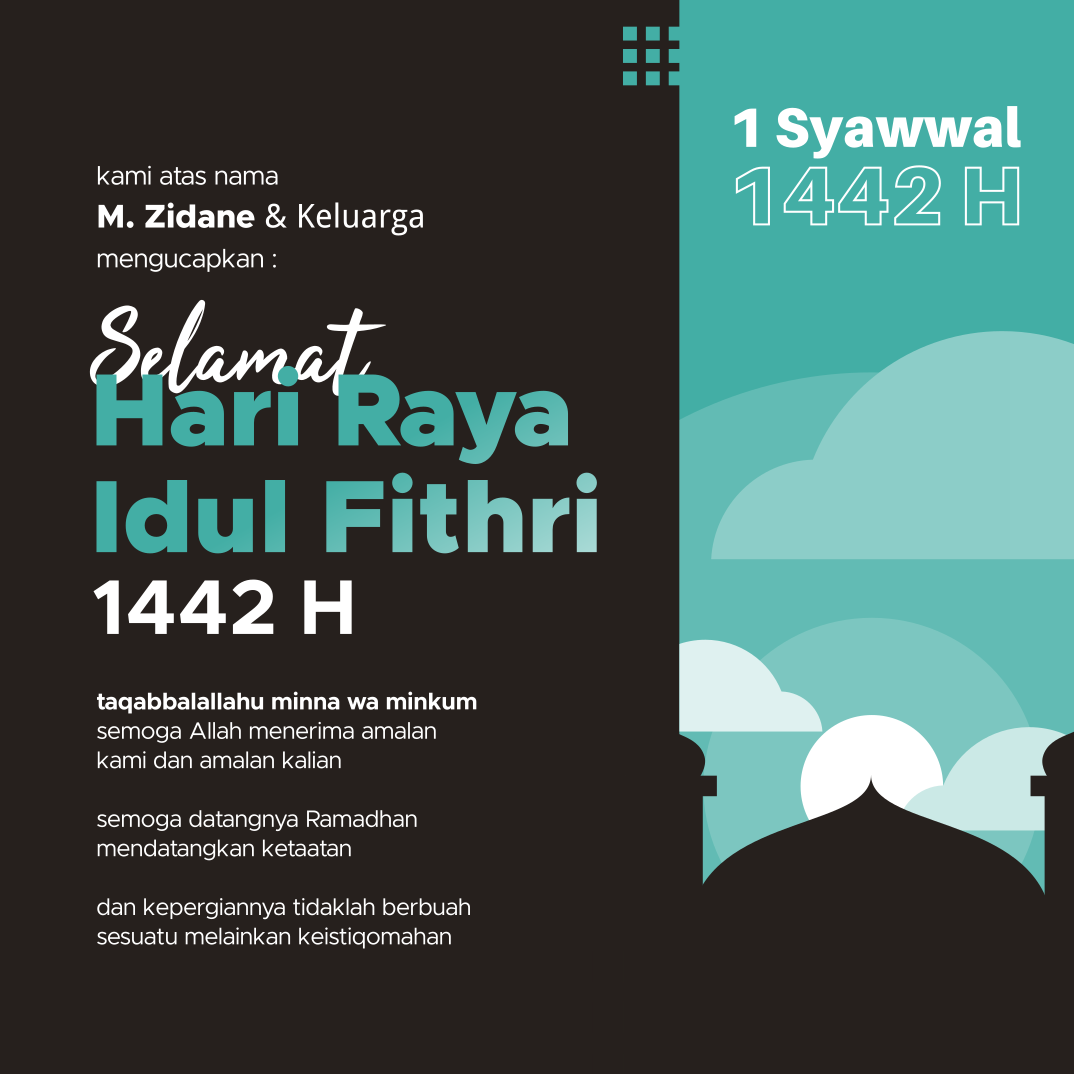 kami atas nama
M. Zidane & Keluarga
mengucapkan :
Selamat
Hari Raya
Idul Fithri
1442 H
taqabbalallahu minna wa minkum
semoga Allah menerima amalan
kami dan amalan kalian
semoga datangnya Ramadhan
mendatangkan ketaatan
dan kepergiannya tidaklah berbuah
sesuatu melainkan keistiqomahan
1 Syawwal
1442 H